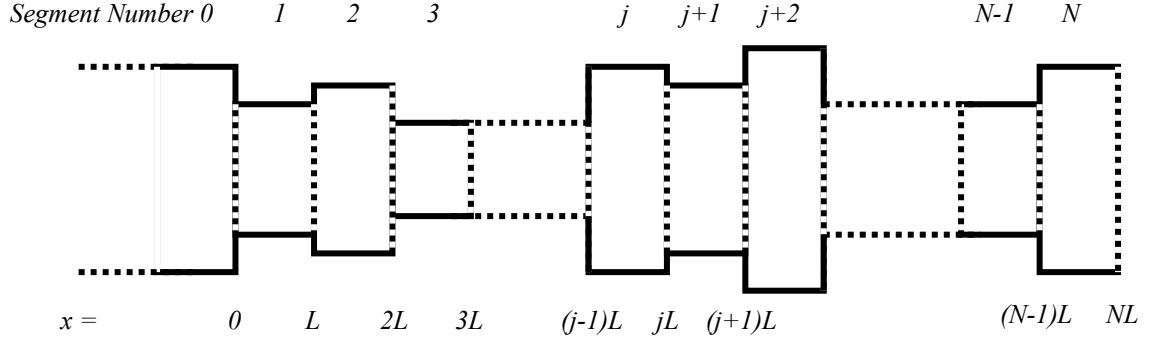 Segment Number 0 1 2 3 j j+1 j+2 N-1 N
x = 0 L 2L 3L (j-1)L jL (j+1)L (N-1)L NL